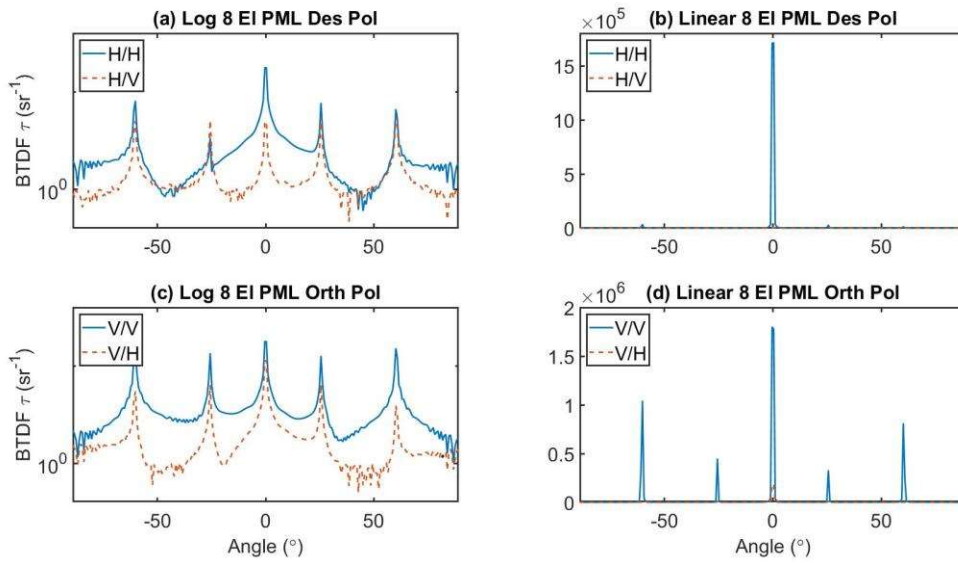 (a) Log 8 El PML Des Pol
H/H
H/V
BTDF τ (sr⁻¹)
10⁰
-50 0 50
(b) Linear 8 El PML Des Pol
×10⁵
H/H
H/V
15
10
5
0
-50 0 50
(c) Log 8 El PML Orth Pol
V/V
V/H
BTDF τ (sr⁻¹)
10⁰
-50 0 50
Angle (°)
(d) Linear 8 El PML Orth Pol
×10⁶
V/V
V/H
2
1.5
1
0.5
0
-50 0 50
Angle (°)